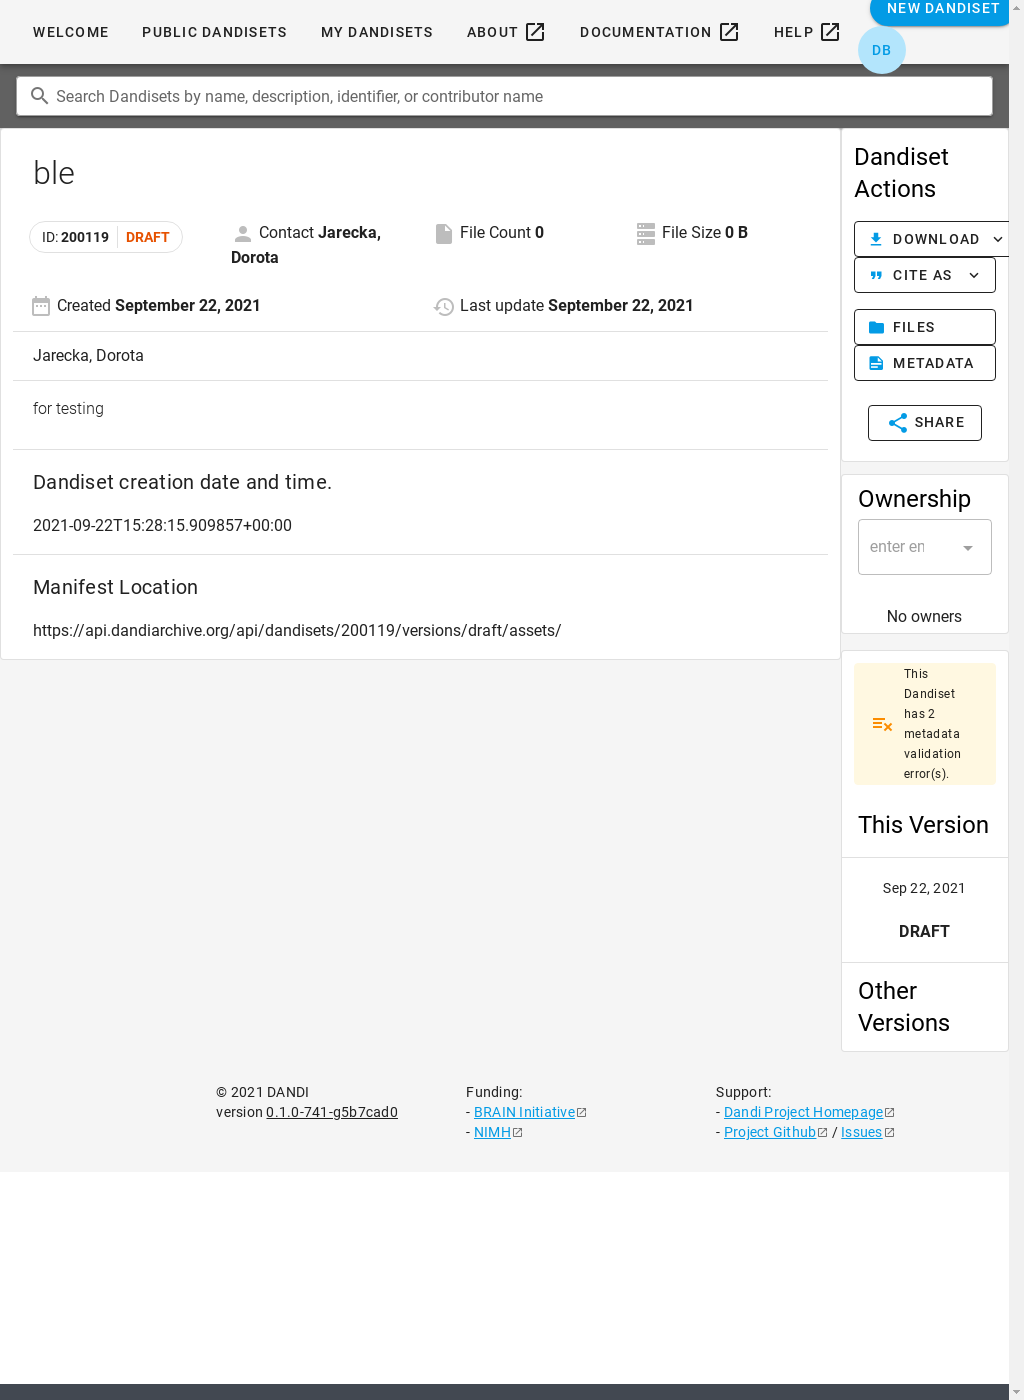 WELCOME PUBLIC DANDISETS MY DANDISETS ABOUT DOCUMENTATION HELP NEW DANDISET
DB
Search Dandisets by name, description, identifier, or contributor name
ble
ID: 200119 DRAFT Contact Jarecka, File Count 0 File Size 0 B
Dorota
Created September 22, 2021 Last update September 22, 2021
Jarecka, Dorota
for testing
Dandiset creation date and time.
2021-09-22T15:28:15.909857+00:00
Manifest Location
https://api.dandiarchive.org/api/dandisets/200119/versions/draft/assets/
Dandiset
Actions
DOWNLOAD
CITE AS
FILES
METADATA
SHARE
Ownership
enter en
No owners
This
Dandiset
has 2
metadata
validation
error(s).
This Version
Sep 22, 2021
DRAFT
Other
Versions
© 2021 DANDI
version 0.1.0-741-g5b7cad0
Funding:
- BRAIN Initiative
- NIMH
Support:
- Dandi Project Homepage
- Project Github / Issues